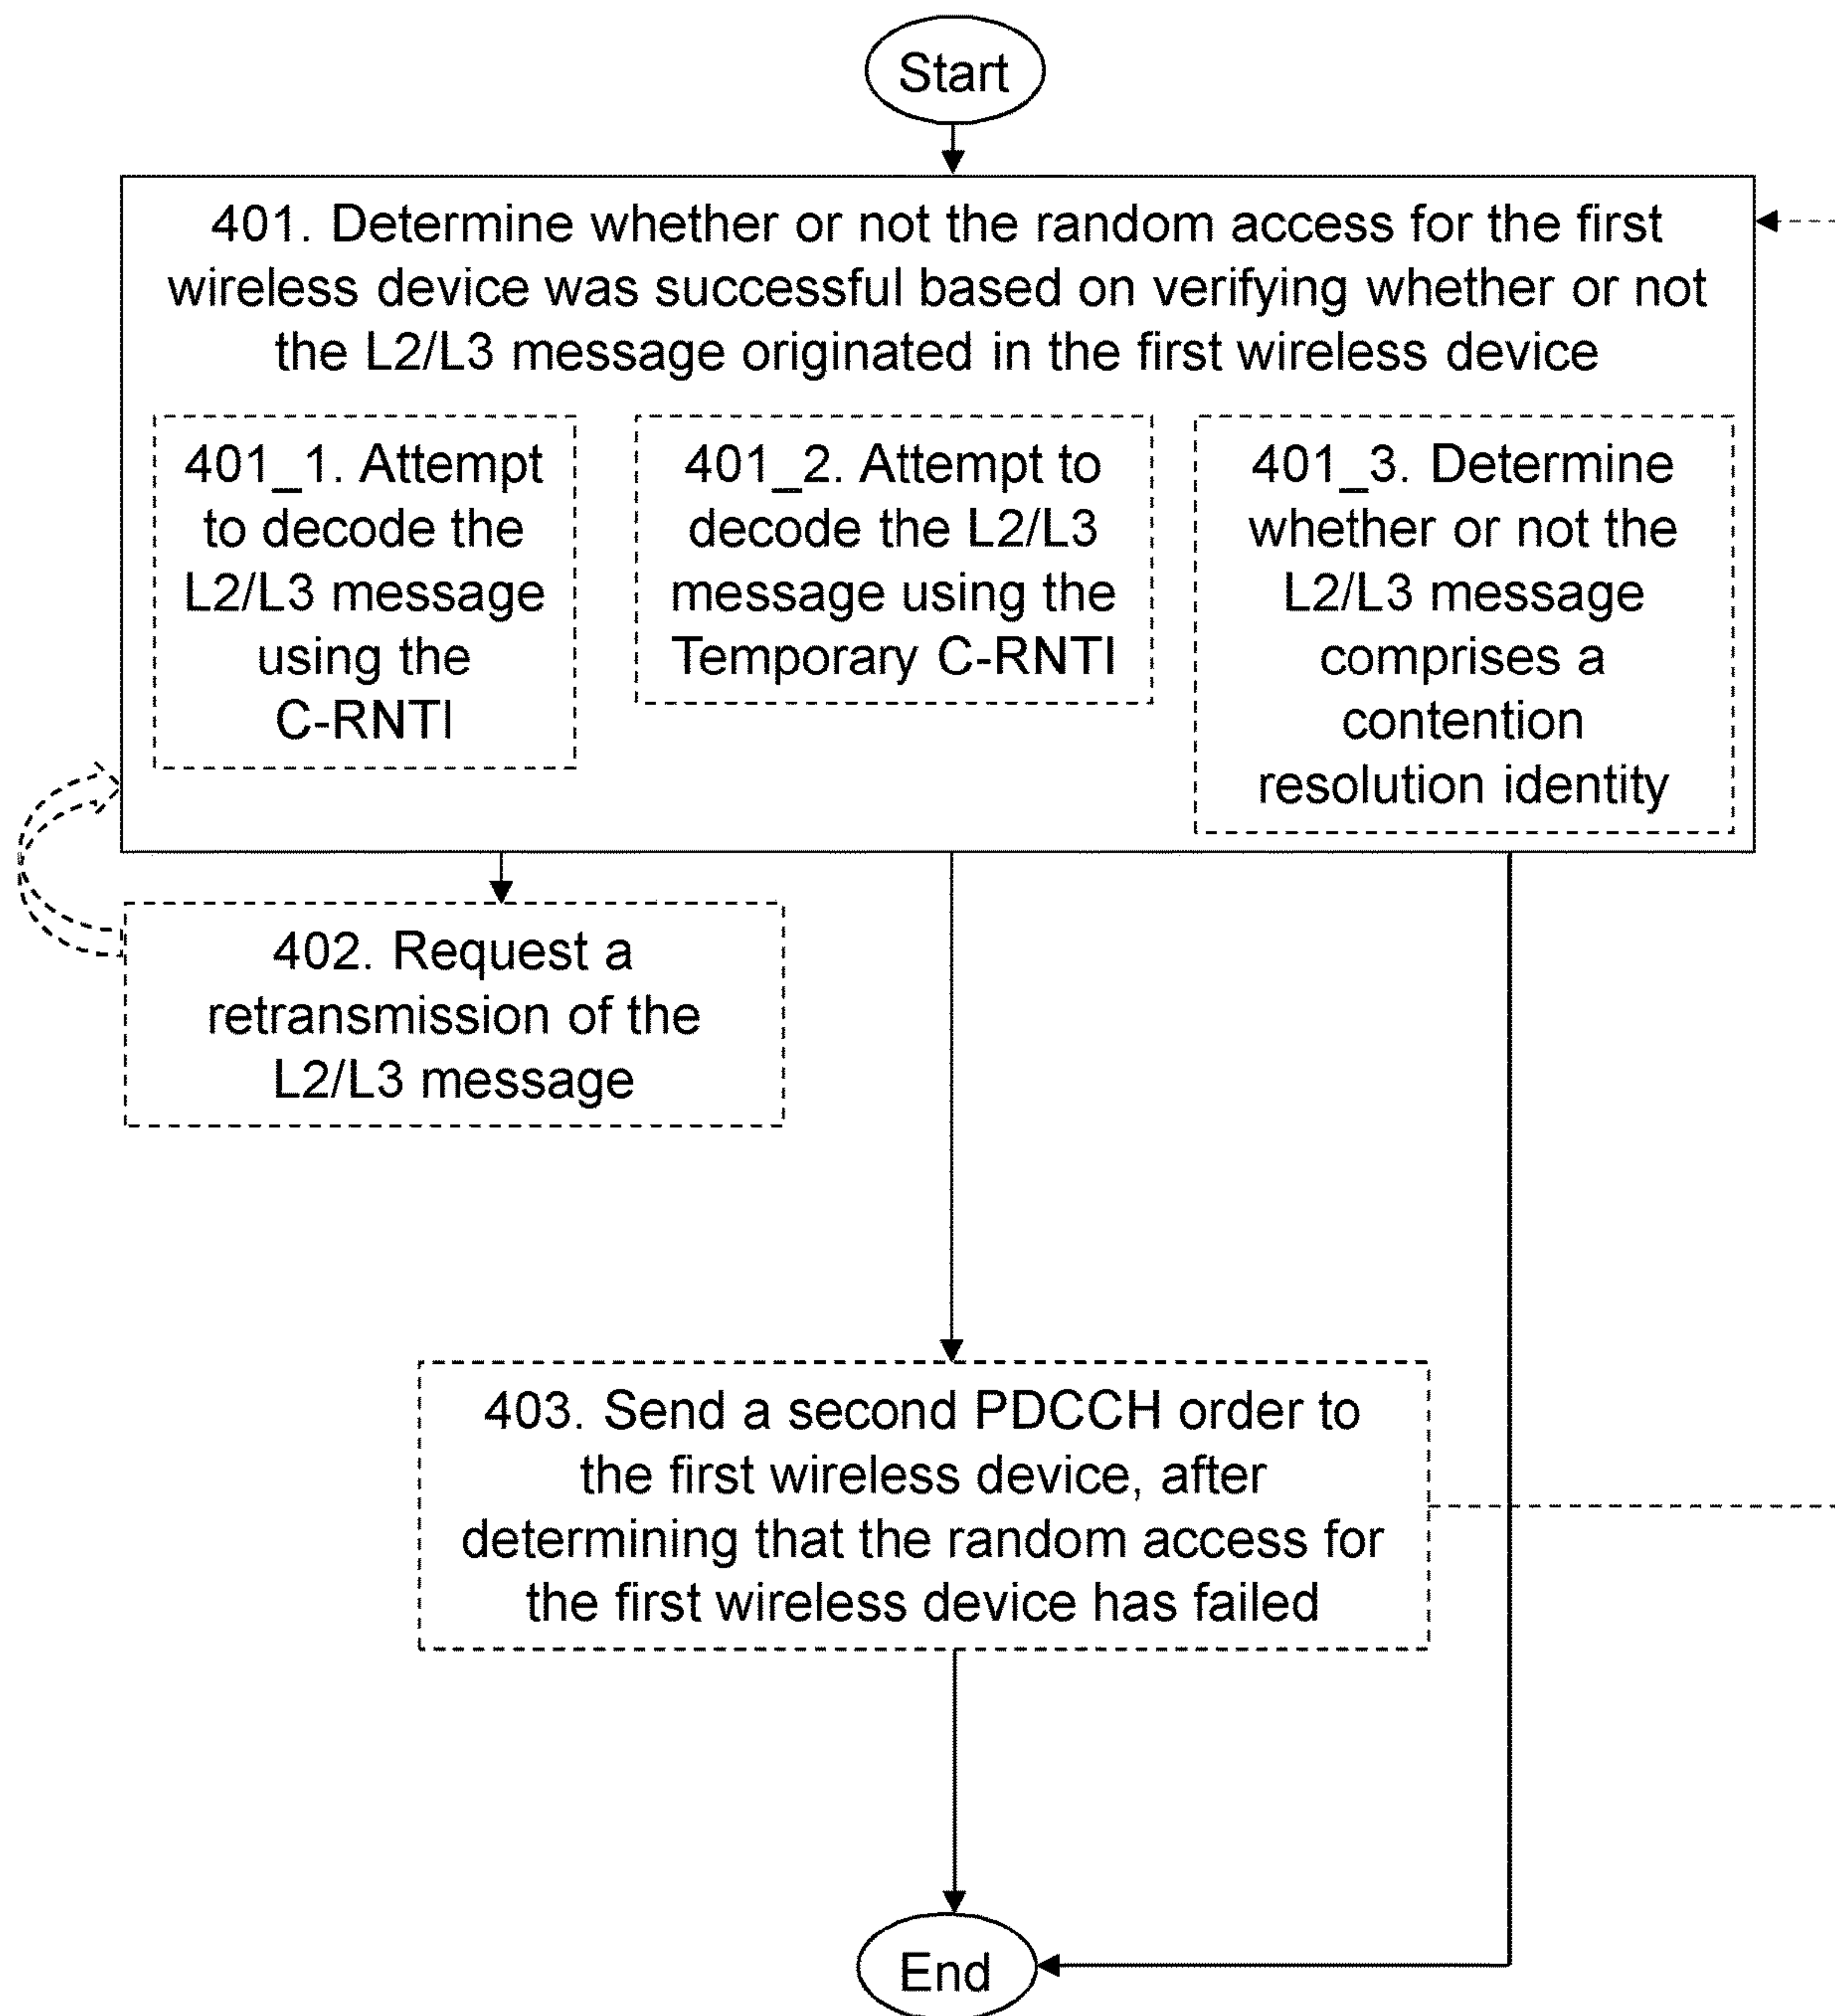 Start
401. Determine whether or not the random access for the first
wireless device was successful based on verifying whether or not
the L2/L3 message originated in the first wireless device
401_1. Attempt
to decode the
L2/L3 message
using the
C-RNTI
401_2. Attempt to
decode the L2/L3
message using the
Temporary C-RNTI
401_3. Determine
whether or not the
L2/L3 message
comprises a
contention
resolution identity
402. Request a
retransmission of the
L2/L3 message
403. Send a second PDCCH order to
the first wireless device, after
determining that the random access for
the first wireless device has failed
End